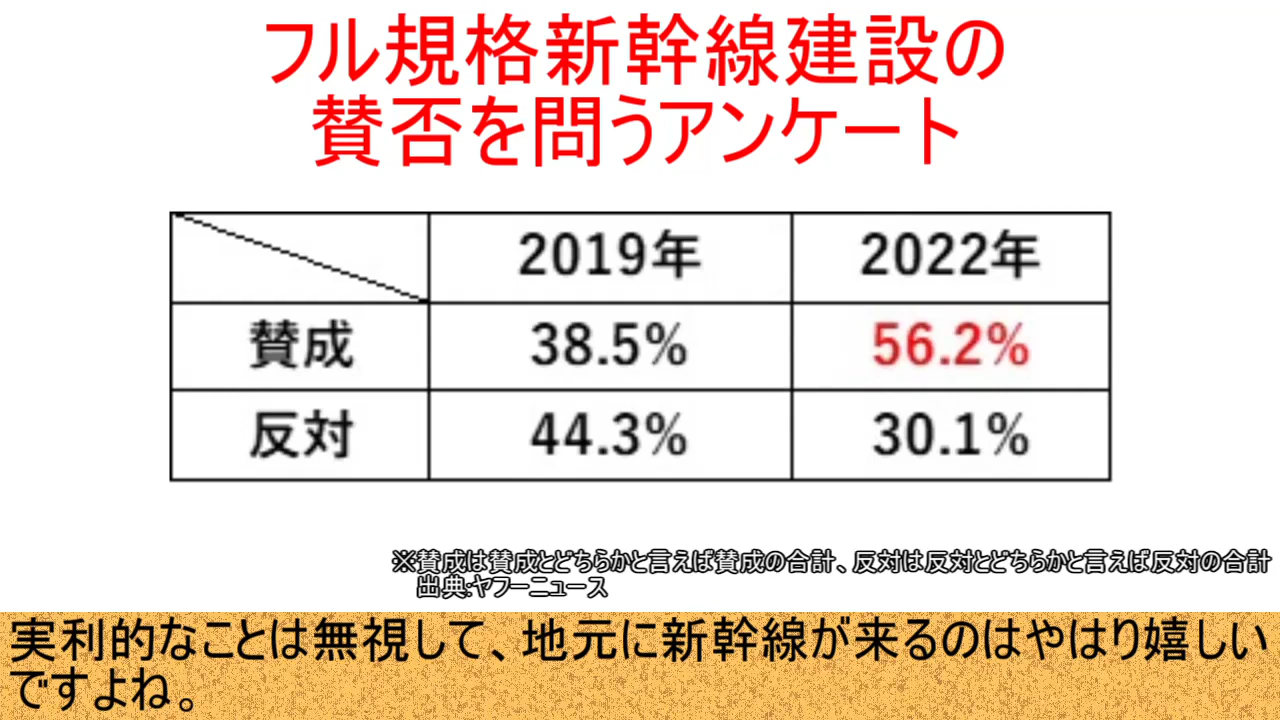 フル規格新幹線建設の
賛否を問うアンケート
2019年 2022年
賛成 38.5% 56.2%
反対 44.3% 30.1%
※賛成は賛成とどちらかと言えば賛成の合計、反対は反対とどちらかと言えば反対の合計
出典:ヤフーニュース
実利的なことは無視して、地元に新幹線が来るのはやはり嬉しい
ですよね。